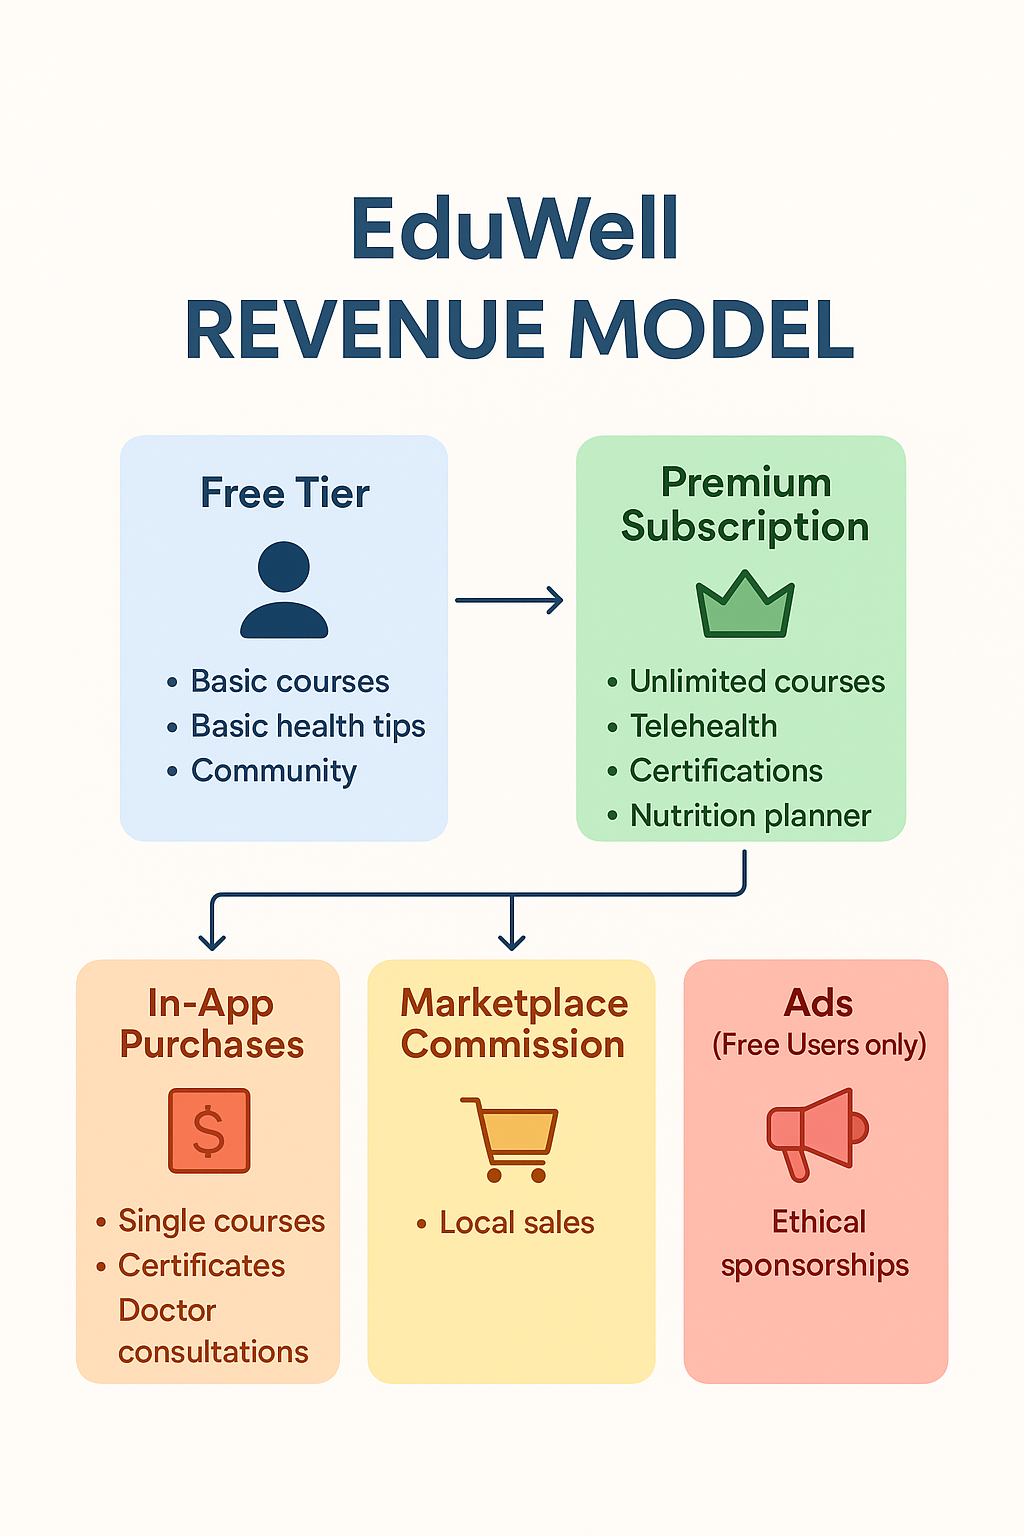 EduWell
REVENUE MODEL
Free Tier
• Basic courses
• Basic health tips
• Community
Premium
Subscription
• Unlimited courses
• Telehealth
• Certifications
• Nutrition planner
In-App
Purchases
$
• Single courses
• Certificates
Doctor
consultations
Marketplace
Commission
• Local sales
Ads
(Free Users only)
Ethical
sponsorships